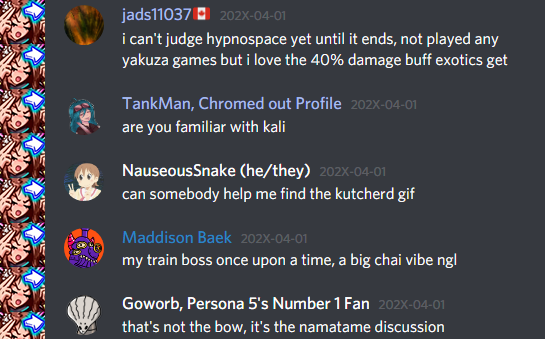 jads11037🇨🇦 202X-04-01
i can't judge hypnospace yet until it ends, not played any
yakuza games but i love the 40% damage buff exotics get
TankMan, Chromed out Profile 202X-04-01
are you familiar with kali
NauseousSnake (he/they) 202X-04-01
can somebody help me find the kutcherd gif
Maddison Baek 202X-04-01
my train boss once upon a time, a big chai vibe ngl
Goworb, Persona 5's Number 1 Fan 202X-04-01
that's not the bow, it's the namatame discussion